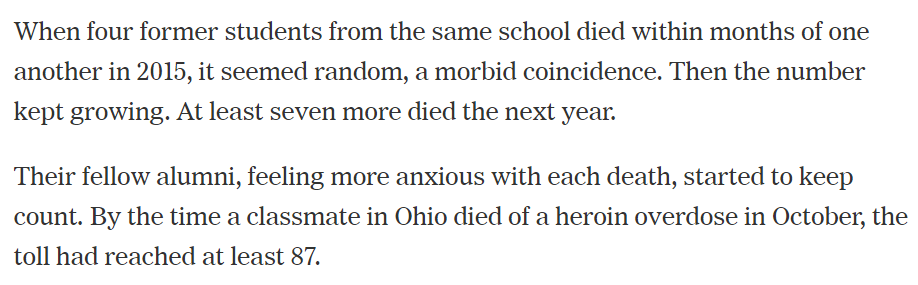 When four former students from the same school died within months of one
another in 2015, it seemed random, a morbid coincidence. Then the number
kept growing. At least seven more died the next year.
Their fellow alumni, feeling more anxious with each death, started to keep
count. By the time a classmate in Ohio died of a heroin overdose in October, the
toll had reached at least 87.